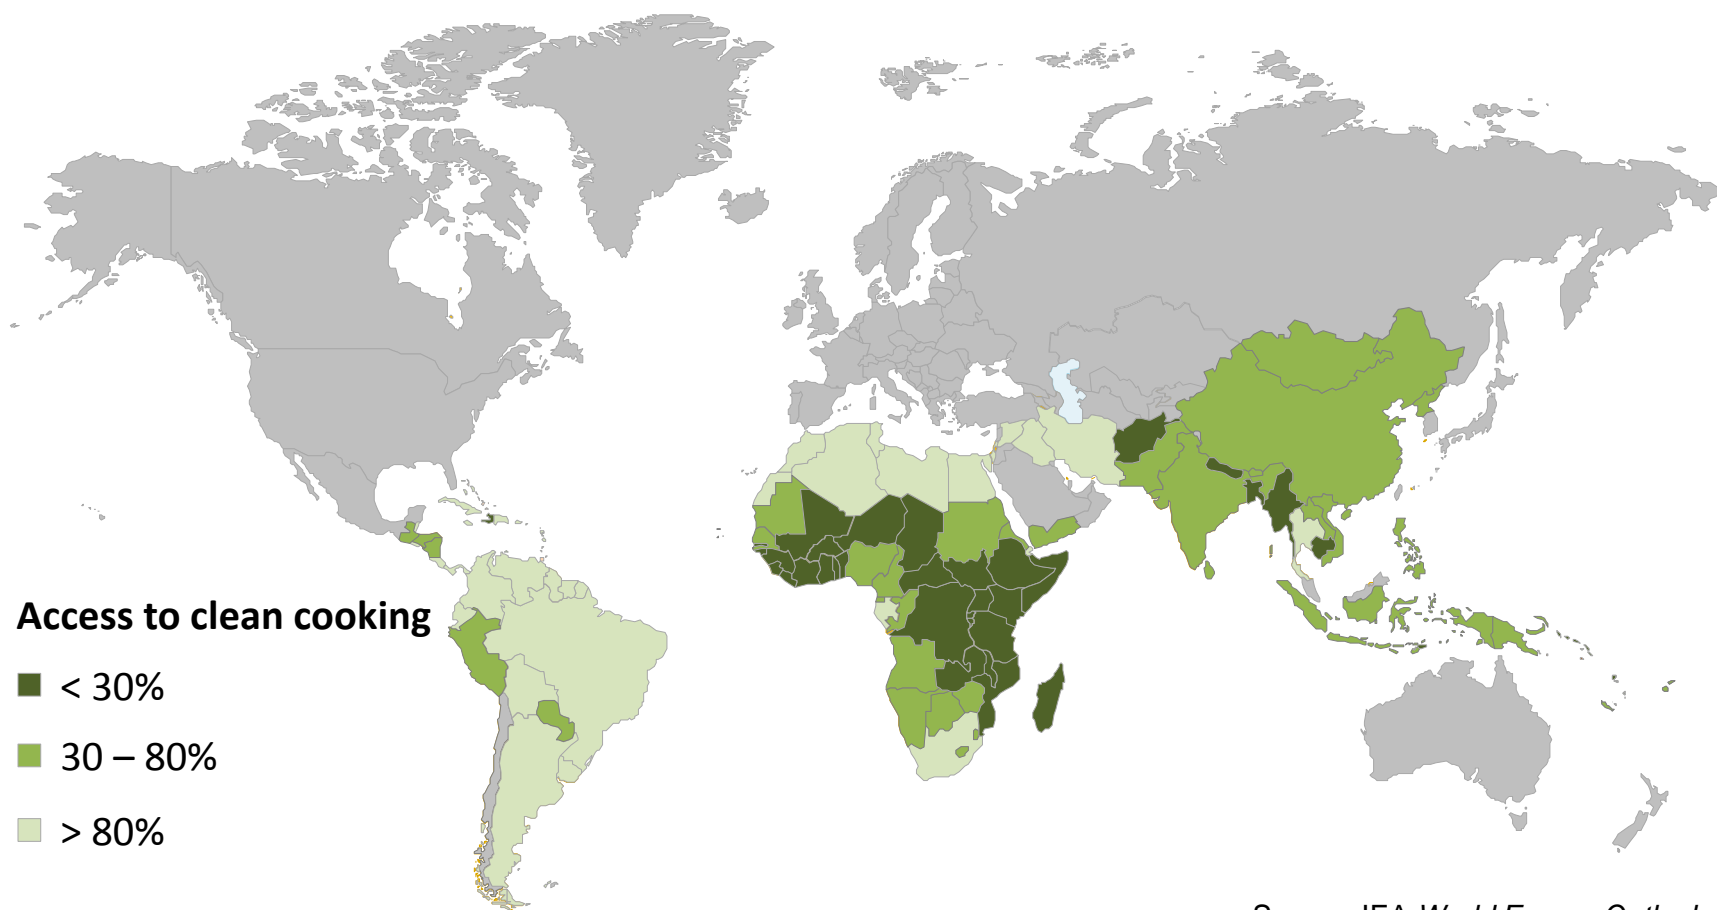 Access to clean cooking
< 30%
30 – 80%
> 80%